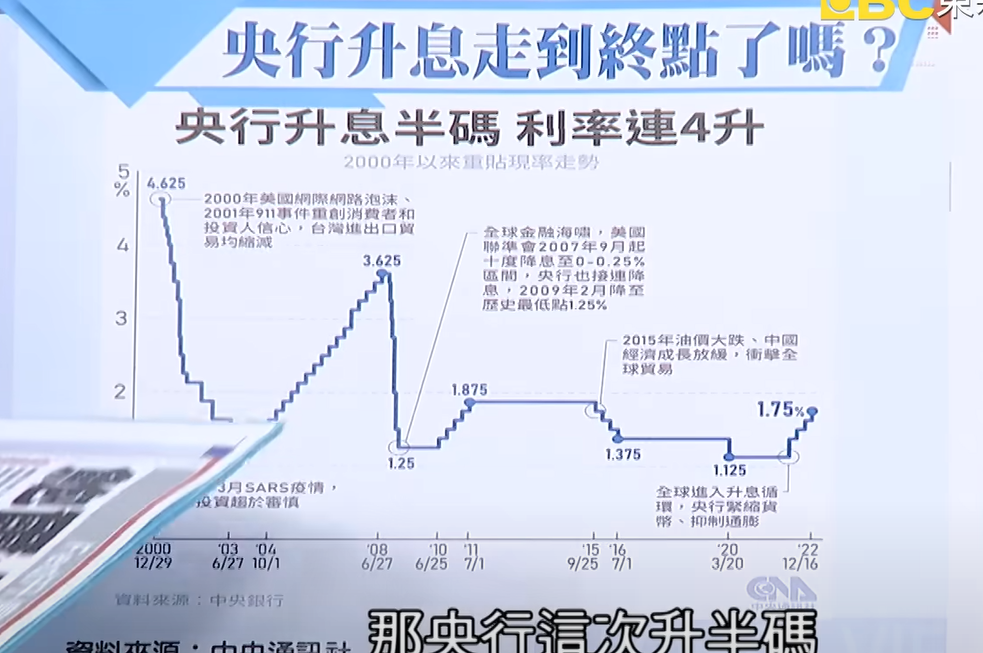 EBC東
央行升息走到終點了嗎？
央行升息半碼 利率連4升
2000年以來重貼現率走勢
5
%
4
3
2
4.625
2000年美國網際網路泡沫、
2001年911事件重創消費者和
投資人信心，台灣進出口貿
易均縮減
3.625
全球金融海嘯，美國
聯準會2007年9月起
十度降息至0-0.25%
區間，央行也接連降
息，2009年2月降至
歷史最低點1.25%
2015年油價大跌、中國
經濟成長放緩，衝擊全
球貿易
1.875
1.75%
1.25
1.375
1.125
3月SARS疫情，
投資趨於審慎
全球進入升息循
環，央行緊縮貨
幣、抑制通膨
2000 '03 '04 '08 '10 '11 '15 '16 '20 '22
12/29 6/27 10/1 6/27 6/25 7/1 9/25 7/1 3/20 12/16
資料來源：中央銀行
CNA
中央通訊社
資料來源：中央通訊社
那央行這次升半碼